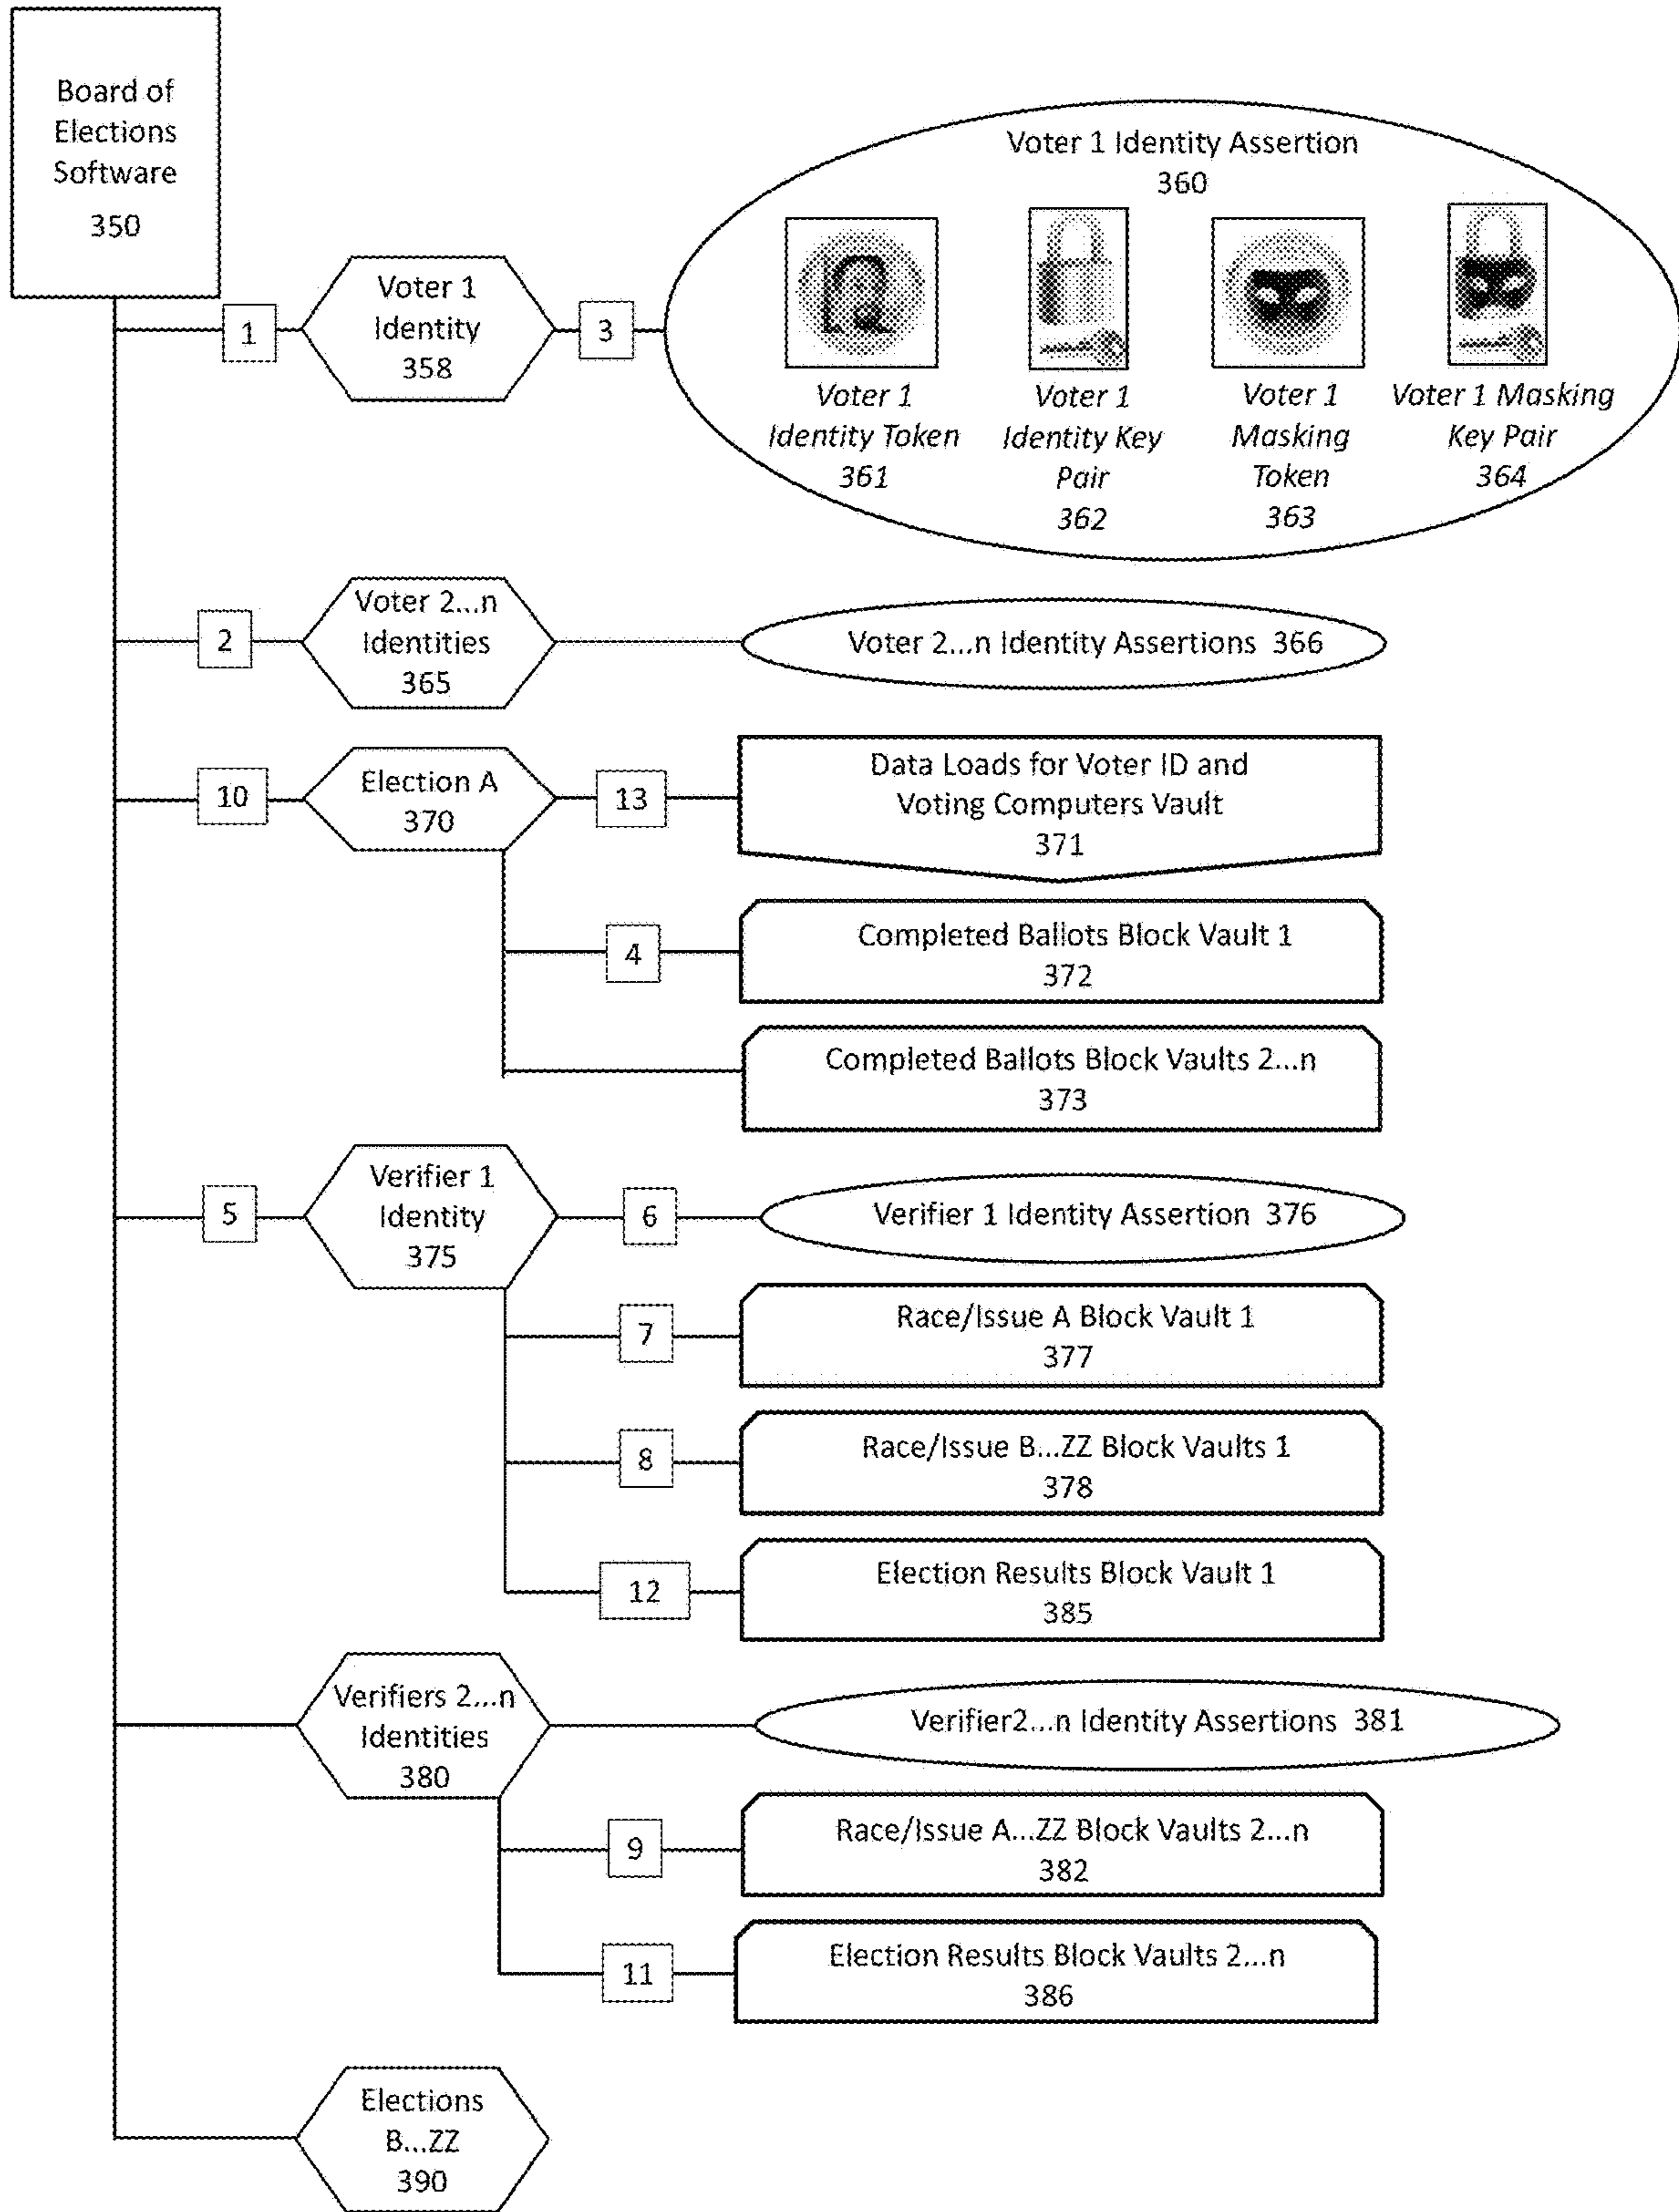 Board of
Elections
Software
350
Voter 1 Identity Assertion
360
1
Voter 1
Identity
358
3
Voter 1
Identity Token
361
Voter 1
Identity Key
Pair
362
Voter 1
Masking
Token
363
Voter 1 Masking
Key Pair
364
2
Voter 2...n
Identities
365
Voter 2...n Identity Assertions 366
10
Election A
370
13
Data Loads for Voter ID and
Voting Computers Vault
371
4
Completed Ballots Block Vault 1
372
Completed Ballots Block Vaults 2...n
373
5
Verifier 1
Identity
375
6
Verifier 1 Identity Assertion 376
7
Race/Issue A Block Vault 1
377
8
Race/Issue B...ZZ Block Vaults 1
378
12
Election Results Block Vault 1
385
Verifiers 2...n
Identities
380
Verifier2...n Identity Assertions 381
9
Race/Issue A...ZZ Block Vaults 2...n
382
11
Election Results Block Vaults 2...n
386
Elections
B...ZZ
390